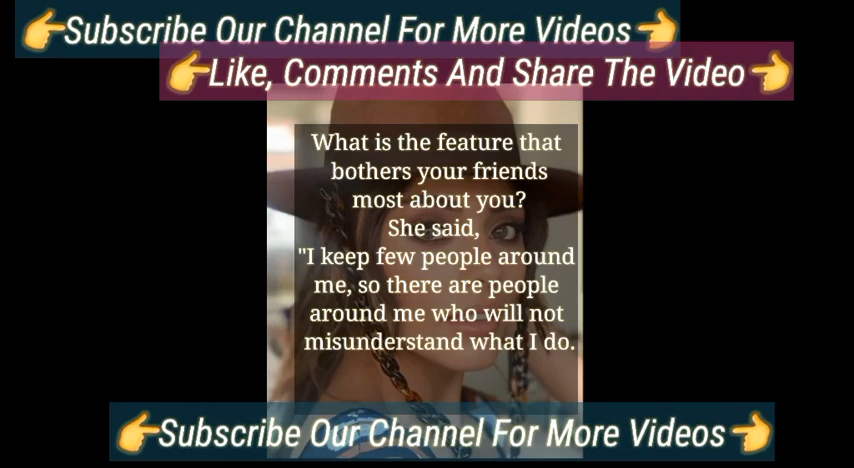 👉Subscribe Our Channel For More Videos👈
👉Like, Comments And Share The Video👈
What is the feature that
bothers your friends
most about you?
She said,
"I keep few people around
me, so there are people
around me who will not
misunderstand what I do.
👉Subscribe Our Channel For More Videos👈